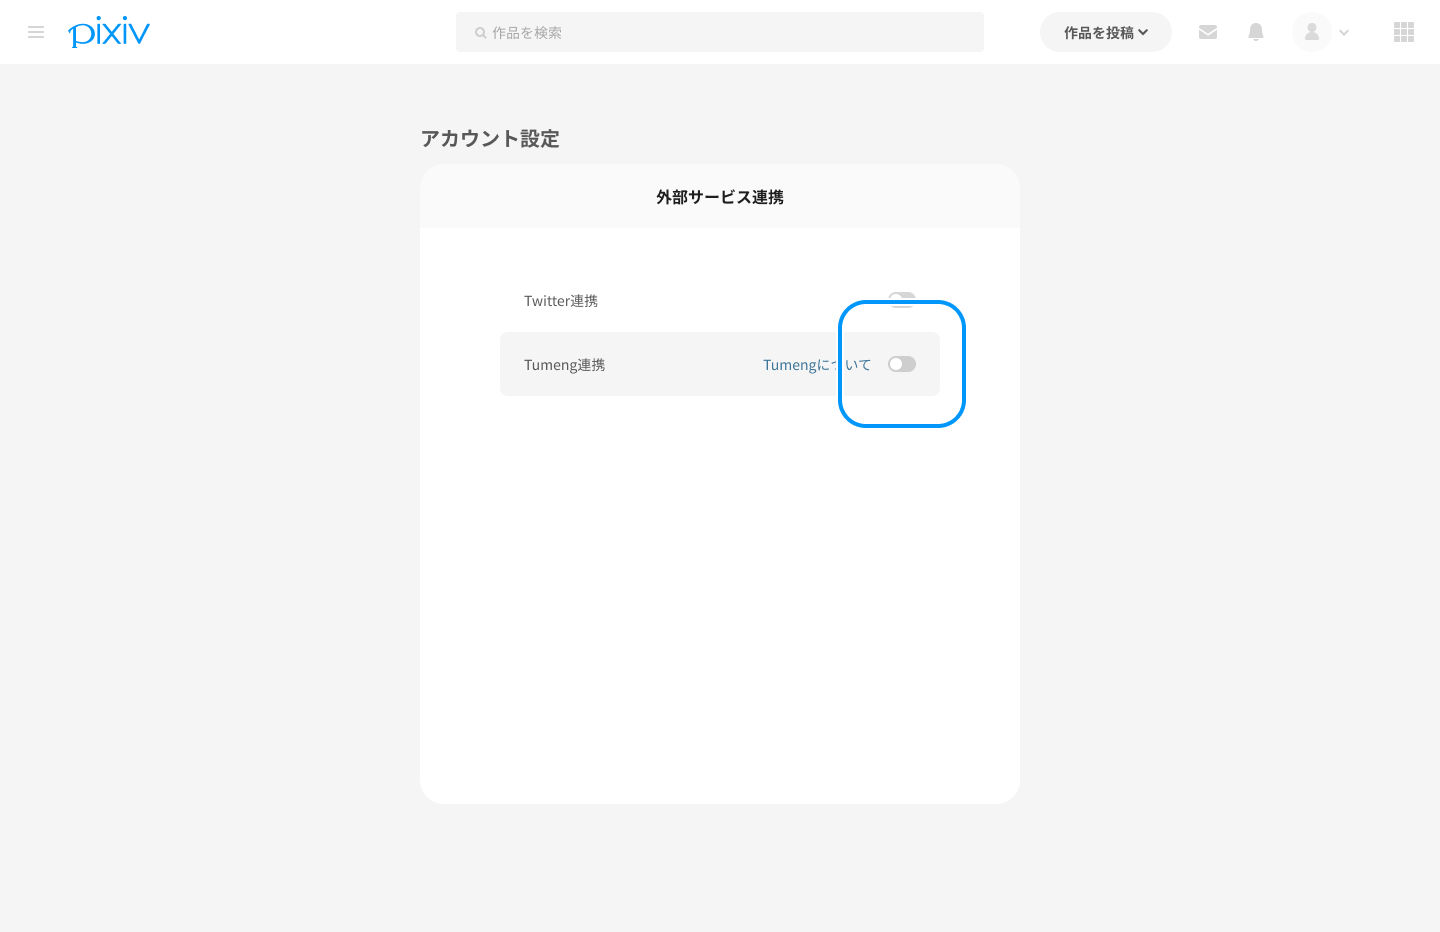 pixiv
作品を検索
作品を投稿
アカウント設定
外部サービス連携
Twitter連携
Tumeng連携
Tumengについて